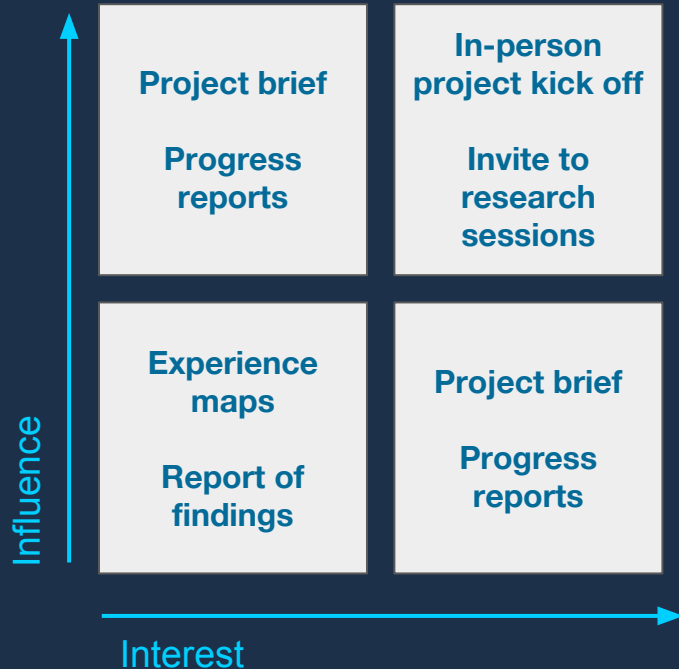 Project brief
Progress
reports
In-person
project kick off
Invite to
research
sessions
Experience
maps
Report of
findings
Project brief
Progress
reports
Influence
Interest